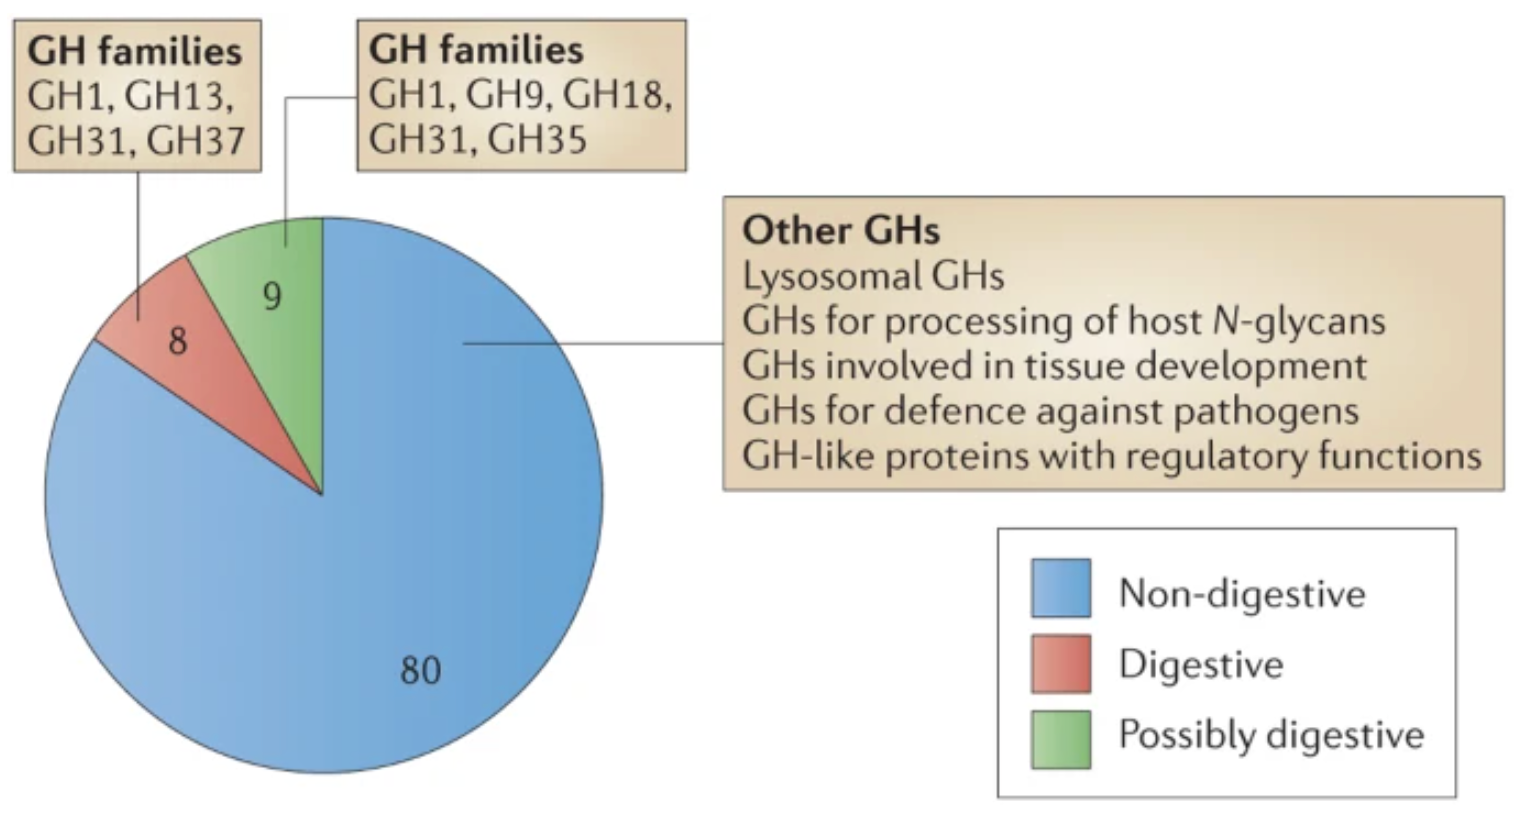 GH families
GH1, GH13,
GH31, GH37
GH families
GH1, GH9, GH18,
GH31, GH35
Other GHs
Lysosomal GHs
GHs for processing of host N-glycans
GHs involved in tissue development
GHs for defence against pathogens
GH-like proteins with regulatory functions
9
8
80
Non-digestive
Digestive
Possibly digestive